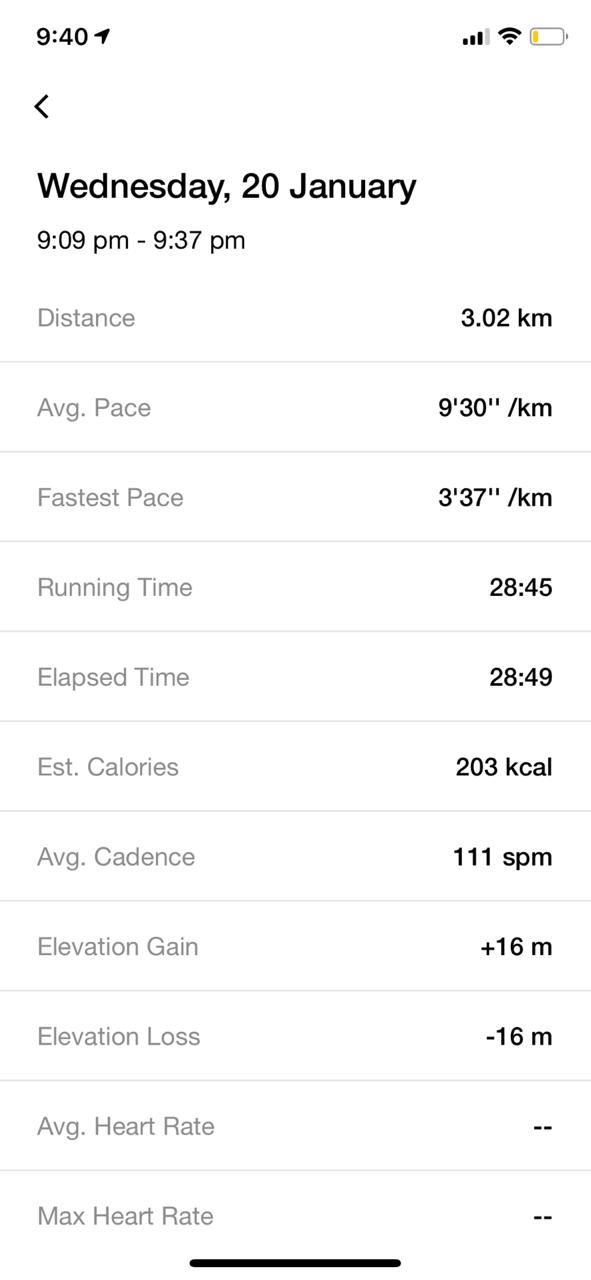 9:40
Wednesday, 20 January
9:09 pm - 9:37 pm
Distance 3.02 km
Avg. Pace 9'30'' /km
Fastest Pace 3'37'' /km
Running Time 28:45
Elapsed Time 28:49
Est. Calories 203 kcal
Avg. Cadence 111 spm
Elevation Gain +16 m
Elevation Loss -16 m
Avg. Heart Rate --
Max Heart Rate --